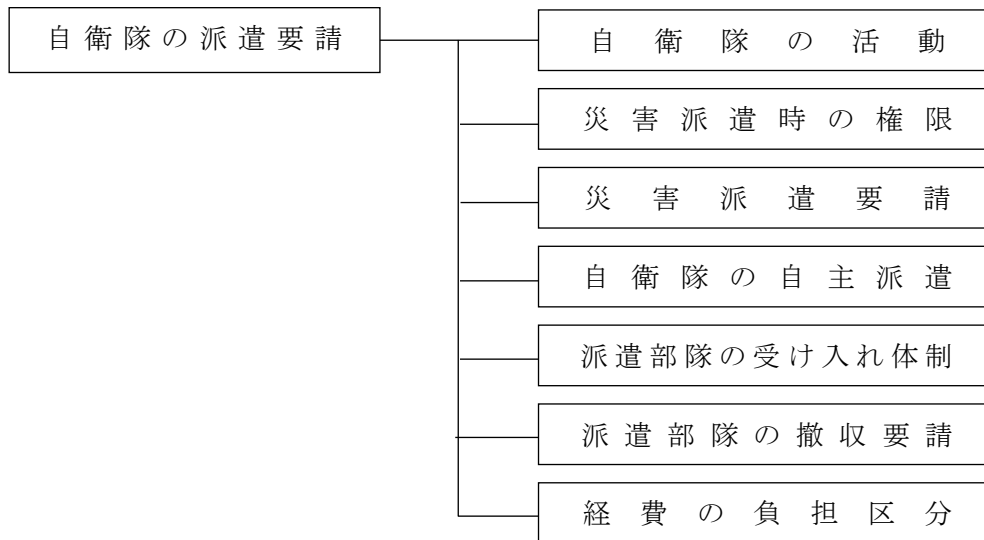 自衛隊の派遣要請
自衛隊の活動
災害派遣時の権限
災害派遣要請
自衛隊の自主派遣
派遣部隊の受け入れ体制
派遣部隊の撤収要請
経費の負担区分